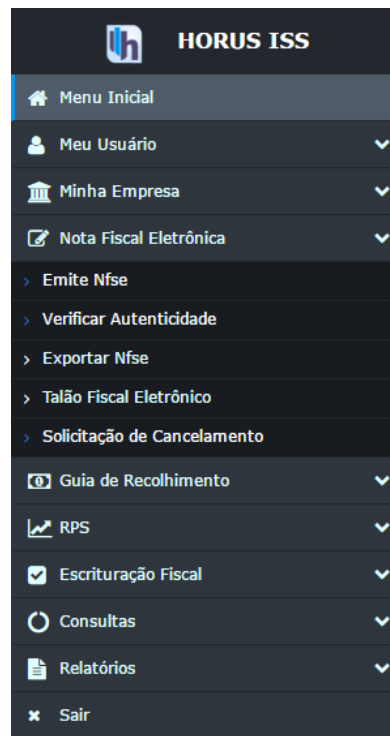 HORUS ISS
Menu Inicial
Meu Usuário
Minha Empresa
Nota Fiscal Eletrônica
Emite Nfse
Verificar Autenticidade
Exportar Nfse
Talão Fiscal Eletrônico
Solicitação de Cancelamento
Guia de Recolhimento
RPS
Escrituração Fiscal
Consultas
Relatórios
Sair